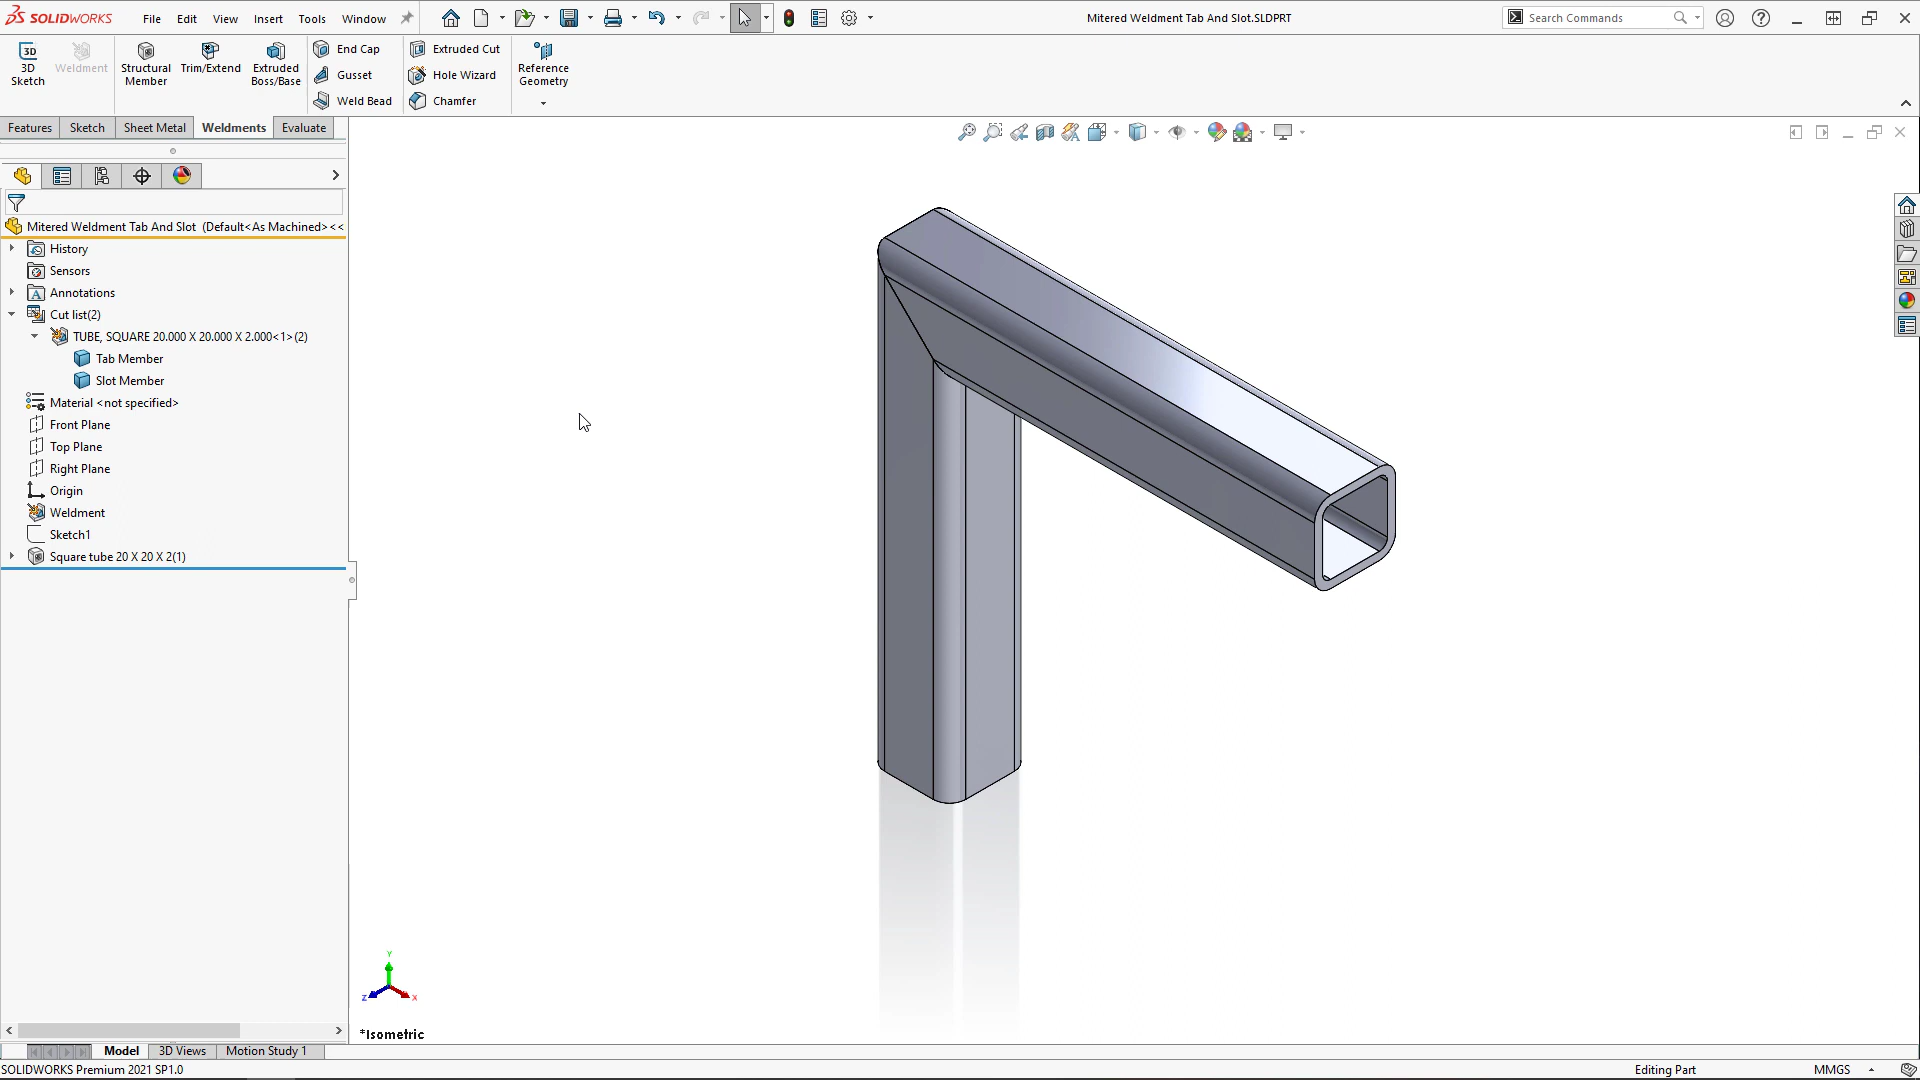 SOLIDWORKS File Edit View Insert Tools Window Mitered Weldment Tab And Slot.SLDPRT Search Commands
3D Sketch
Weldment
Structural Member
Trim/Extend
Extruded Boss/Base
End Cap
Gusset
Weld Bead
Extruded Cut
Hole Wizard
Chamfer
Reference Geometry
Features Sketch Sheet Metal Weldments Evaluate
Mitered Weldment Tab And Slot (Default<As Machined><<
History
Sensors
Annotations
Cut list(2)
TUBE, SQUARE 20.000 X 20.000 X 2.000<1>(2)
Tab Member
Slot Member
Material <not specified>
Front Plane
Top Plane
Right Plane
Origin
Weldment
Sketch1
Square tube 20 X 20 X 2(1)
Y
Z X
*Isometric
Model 3D Views Motion Study 1
SOLIDWORKS Premium 2021 SP1.0 Editing Part MMGS